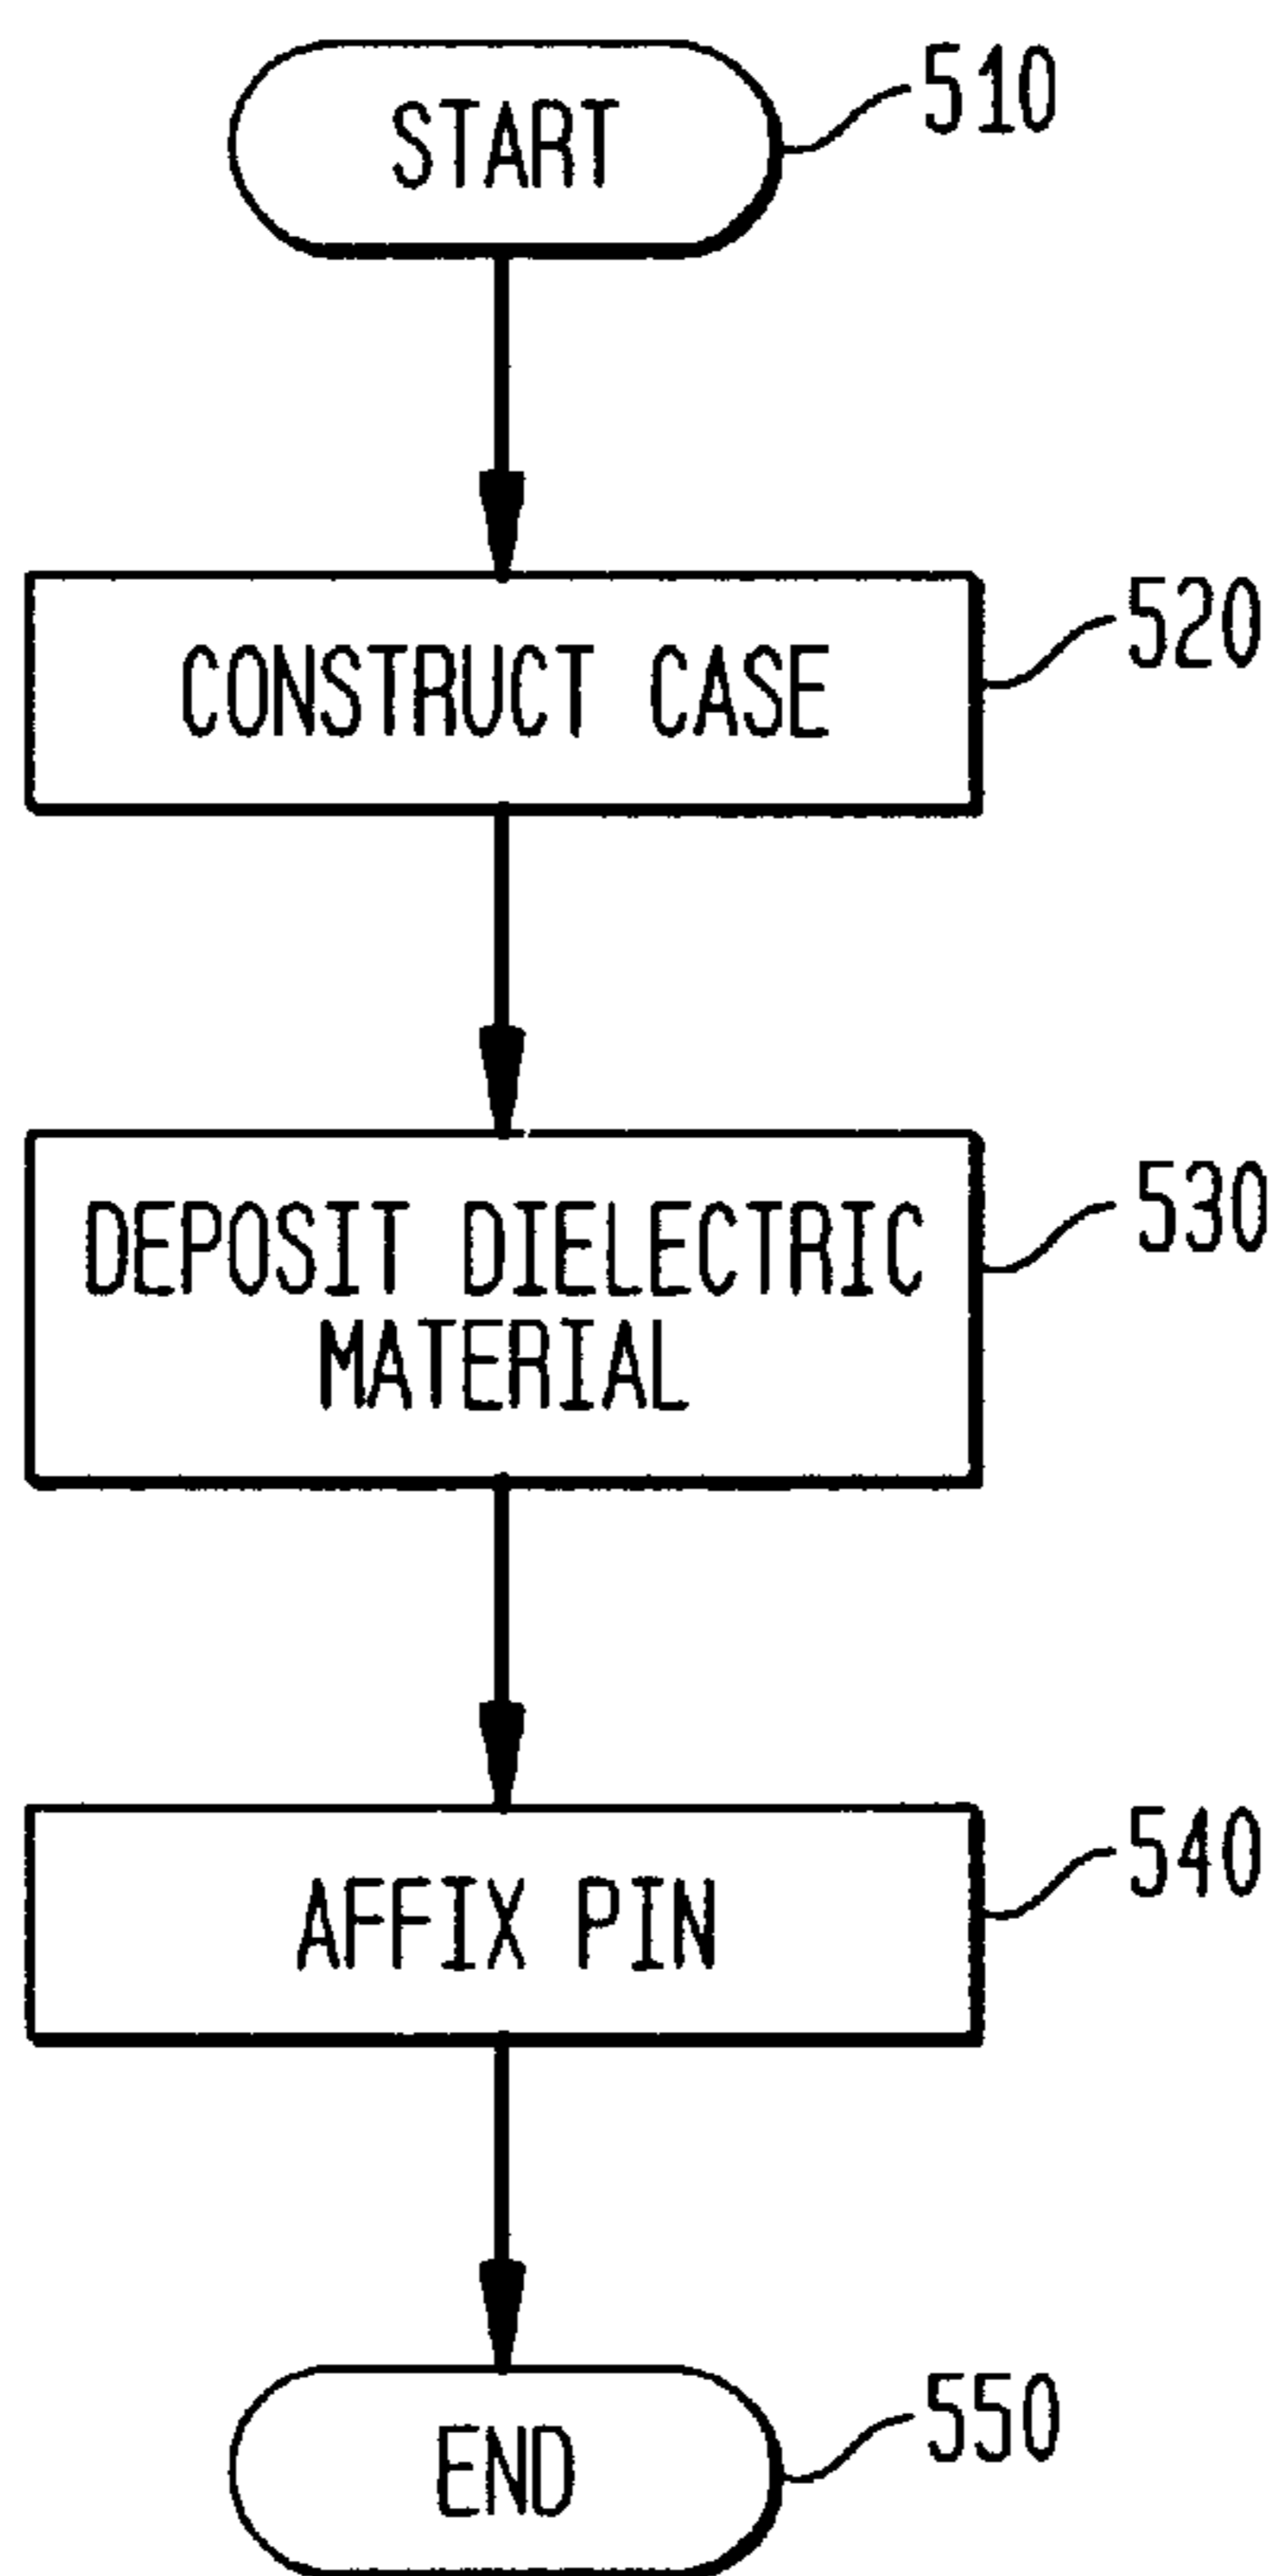 START
510
CONSTRUCT CASE
520
DEPOSIT DIELECTRIC
MATERIAL
530
AFFIX PIN
540
END
550